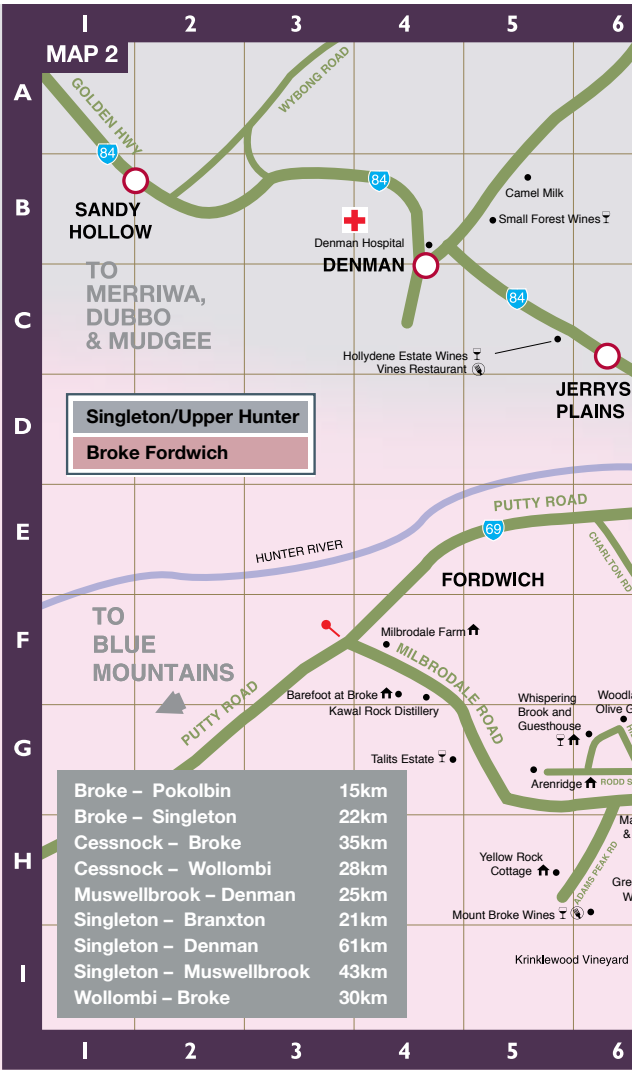 1 2 3 4 5 6
MAP 2
A
B
C
D
E
F
G
H
I
GOLDEN HWY
WYBONG ROAD
84
84
SANDY
HOLLOW
Camel Milk
Small Forest Wines
Denman Hospital
DENMAN
TO
MERRIWA,
DUBBO
& MUDGEE
84
Hollydene Estate Wines
Vines Restaurant
JERRYS
PLAINS
Singleton/Upper Hunter
Broke Fordwich
PUTTY ROAD
69
CHARLTON RD
HUNTER RIVER
FORDWICH
TO
BLUE
MOUNTAINS
Milbrodale Farm
MILBRODALE ROAD
PUTTY ROAD
Barefoot at Broke
Kawal Rock Distillery
Whispering
Brook and
Guesthouse
Woodla
Olive G
Talits Estate
Arenridge
RODD S
Broke – Pokolbin 15km
Broke – Singleton 22km
Cessnock – Broke 35km
Cessnock – Wollombi 28km
Muswellbrook – Denman 25km
Singleton – Branxton 21km
Singleton – Denman 61km
Singleton – Muswellbrook 43km
Wollombi – Broke 30km
Ma
&
Yellow Rock
Cottage
ADAMS PEAK RD
Gre
W
Mount Broke Wines
Krinklewood Vineyard
1 2 3 4 5 6